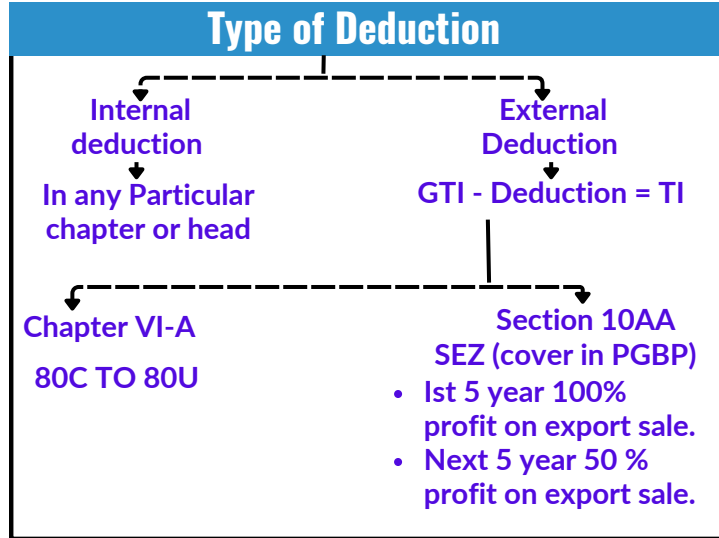 Type of Deduction
Internal
deduction
In any Particular
chapter or head
External
Deduction
GTI - Deduction = TI
Chapter VI-A
80C TO 80U
Section 10AA
SEZ (cover in PGBP)
• Ist 5 year 100%
profit on export sale.
• Next 5 year 50 %
profit on export sale.